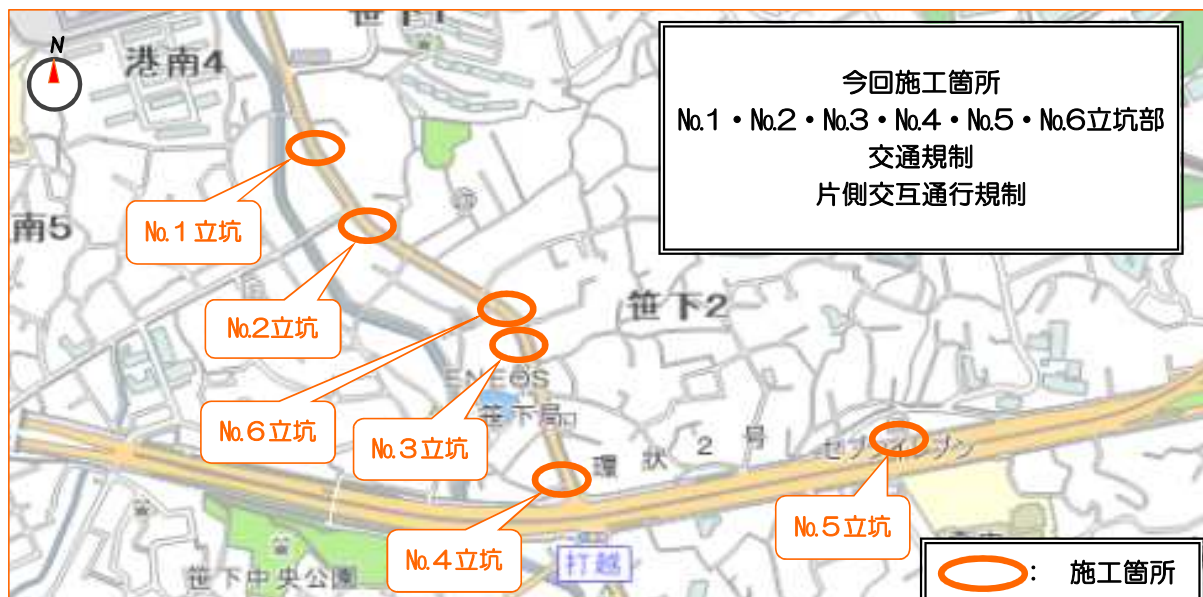 笹下1
N
港南4
今回施工箇所
No.1・No.2・No.3・No.4・No.5・No.6立坑部
交通規制
片側交互通行規制
No.1立坑
南5
No.2立坑
笹下2
ENEOS
笹下局
No.6立坑
No.3立坑
環状2号
セブンイレブン
No.5立坑
No.4立坑
打越
笹下中央公園
: 施工箇所